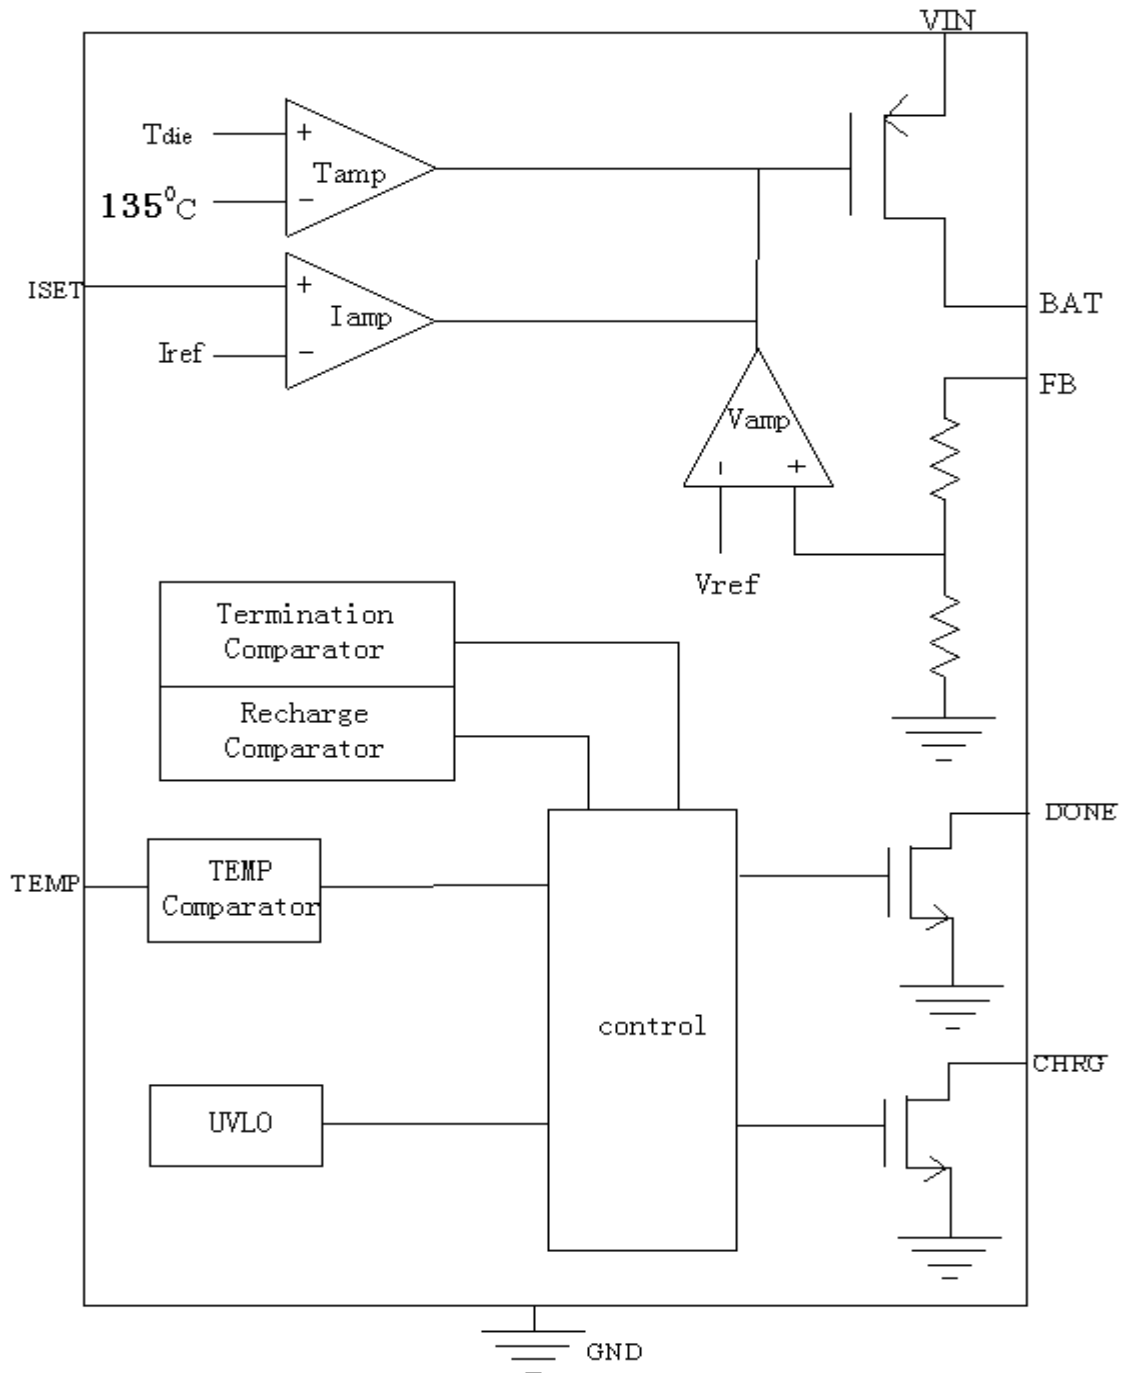 VIN
Tdie
+
Tamp
135⁰C
−
ISET
+
Iamp
Iref
−
BAT
FB
Vamp
− +
Vref
Termination
Comparator
Recharge
Comparator
DONE
TEMP
TEMP
Comparator
control
CHRG
UVLO
GND